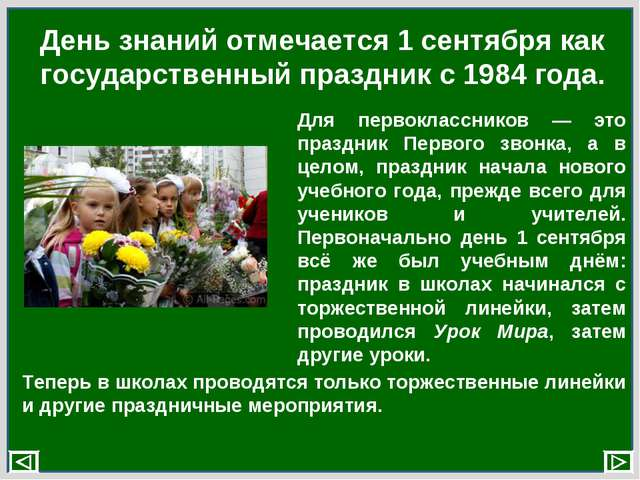 День знаний отмечается 1 сентября как
государственный праздник с 1984 года.
Для первоклассников — это
праздник Первого звонка, а в
целом, праздник начала нового
учебного года, прежде всего для
учеников и учителей.
Первоначально день 1 сентября
всё же был учебным днём:
праздник в школах начинался с
торжественной линейки, затем
проводился Урок Мира, затем
другие уроки.
Теперь в школах проводятся только торжественные линейки
и другие праздничные мероприятия.